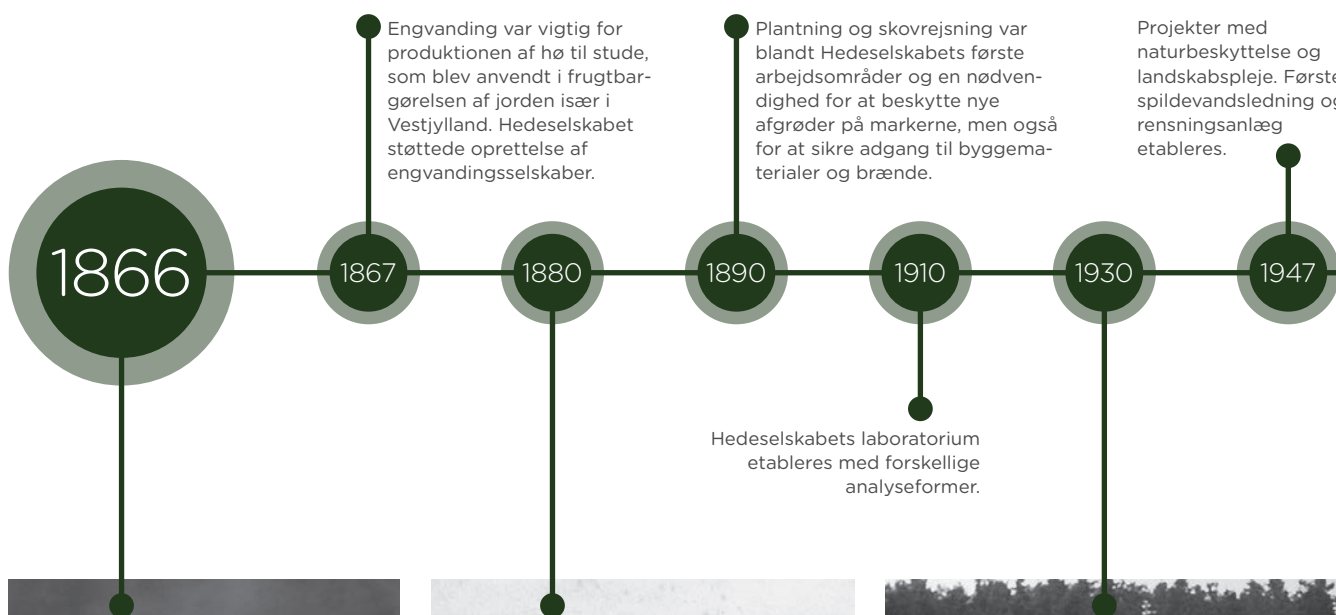 Engvanding var vigtig for
produktionen af hø til stude,
som blev anvendt i frugtbar-
gørelsen af jorden især i
Vestjylland. Hedeselskabet
støttede oprettelse af
engvandingsselskaber.
Plantning og skovrejsning var
blandt Hedeselskabets første
arbejdsområder og en nødven-
dighed for at beskytte nye
afgrøder på markerne, men også
for at sikre adgang til byggema-
terialer og brænde.
Projekter med
naturbeskyttelse og
landskabspleje. Første
spildevandsledning og
rensningsanlæg
etableres.
1866
1867
1880
1890
1910
1930
1947
Hedeselskabets laboratorium
etableres med forskellige
analyseformer.